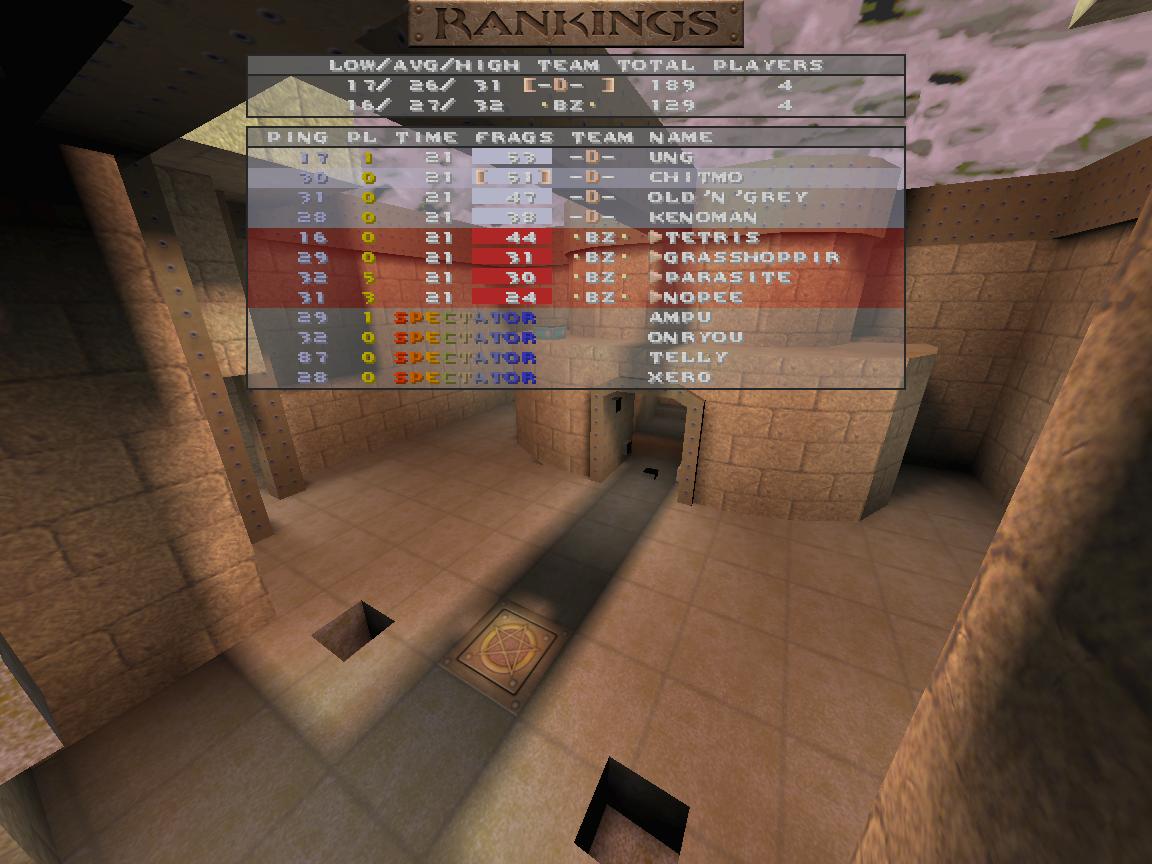 RANKINGS
LOW/AVG/HIGH TEAM TOTAL PLAYERS
17/ 26/ 31 [-D- ] 189 4
16/ 27/ 32 •BZ• 129 4
PING PL TIME FRAGS TEAM NAME
17 1 21 53 -D- UNG
30 0 21 [ 51] -D- CHITMO
31 0 21 47 -D- OLD 'N 'GREY
28 0 21 38 -D- KENOMAN
16 0 21 44 •BZ• TETRIS
29 0 21 31 •BZ• GRASSHOPPIR
32 5 21 30 •BZ• PARASITE
31 3 21 24 •BZ• NOPEE
29 1 SPECTATOR AMPU
32 0 SPECTATOR ONRYOU
87 0 SPECTATOR TELLY
28 0 SPECTATOR XERO